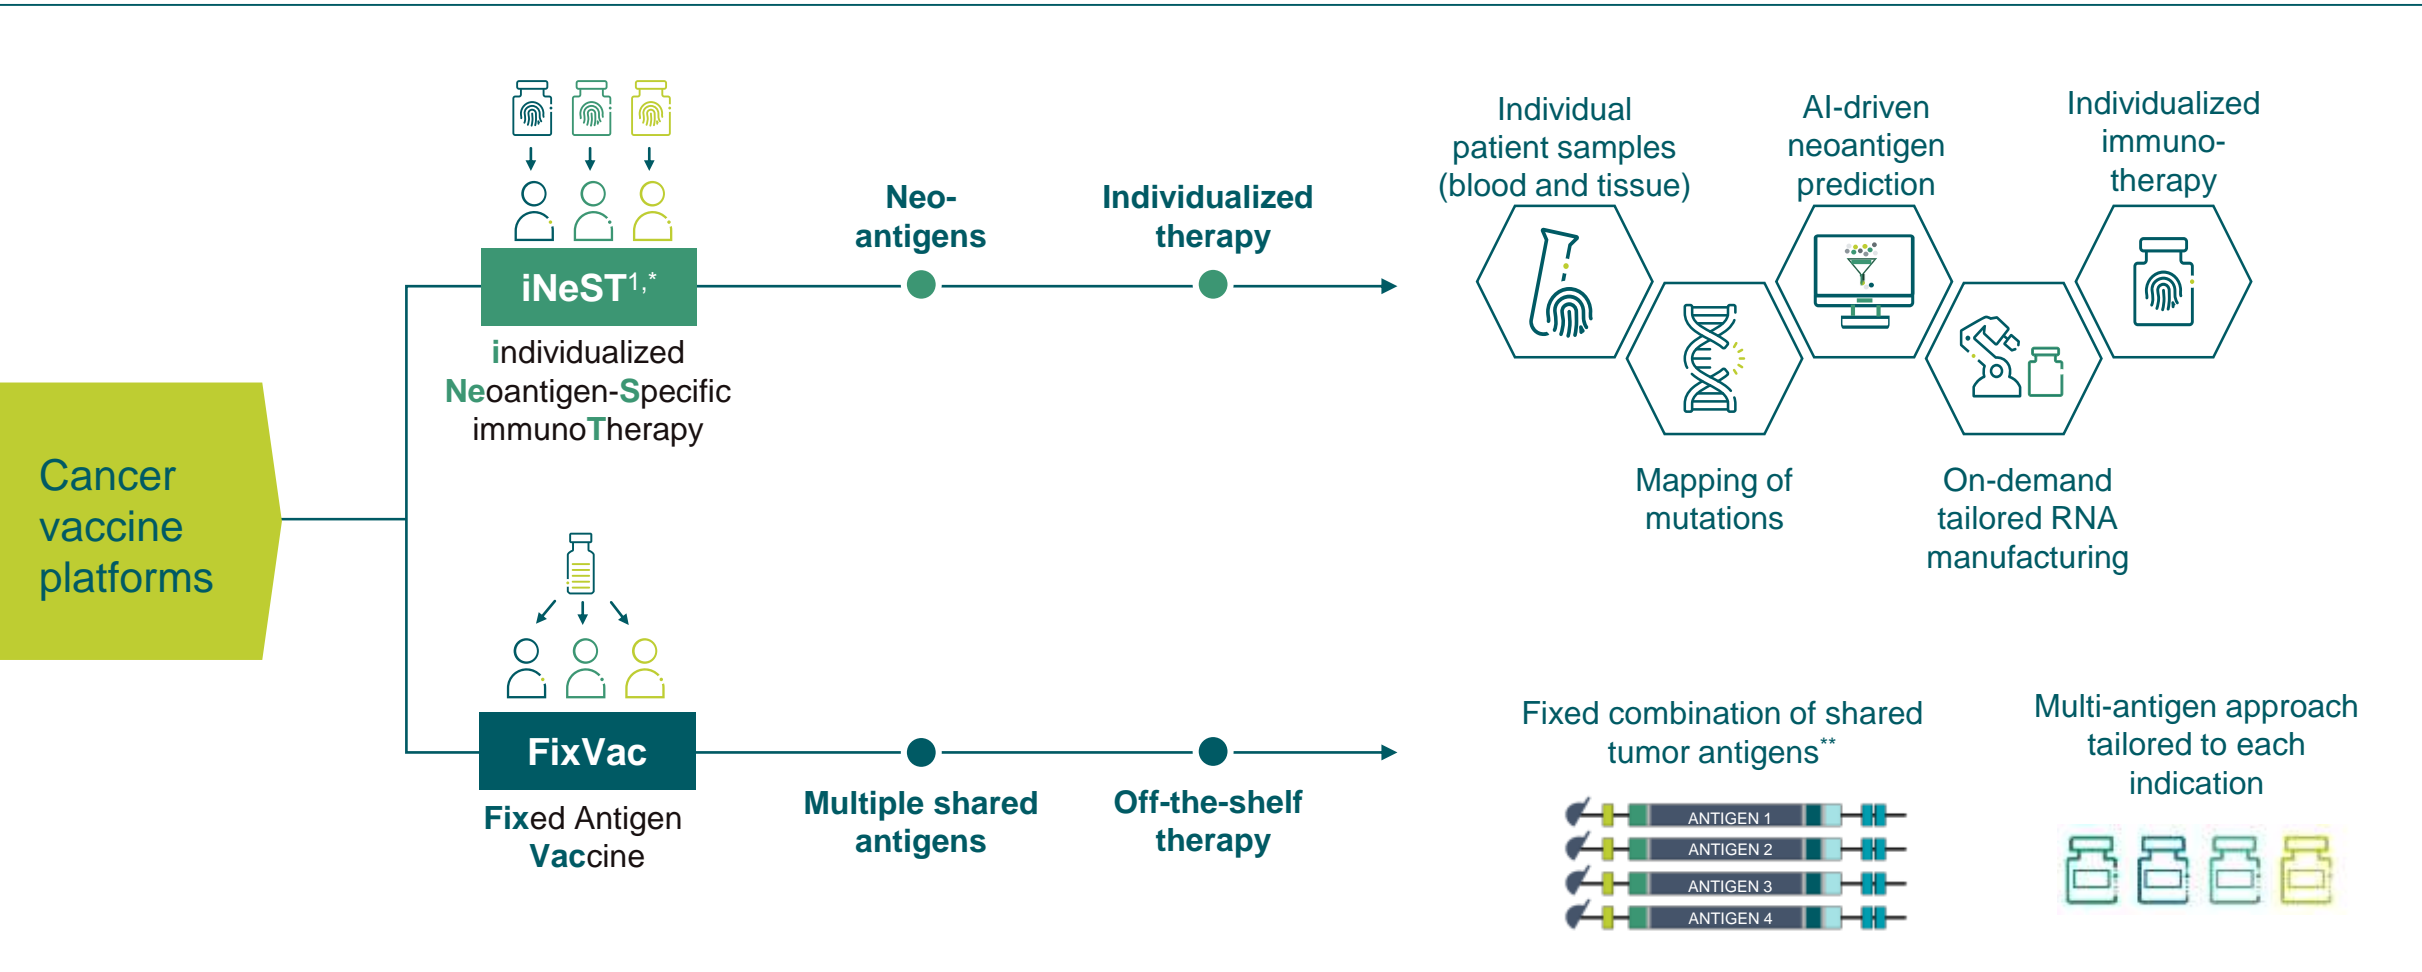 Cancer
vaccine
platforms
iNeST1,*
individualized
Neoantigen-Specific
immunoTherapy
Neo-
antigens
Individualized
therapy
Individual
patient samples
(blood and tissue)
Mapping of
mutations
AI-driven
neoantigen
prediction
On-demand
tailored RNA
manufacturing
Individualized
immuno-
therapy
FixVac
Fixed Antigen
Vaccine
Multiple shared
antigens
Off-the-shelf
therapy
Fixed combination of shared
tumor antigens**
ANTIGEN 1
ANTIGEN 2
ANTIGEN 3
ANTIGEN 4
Multi-antigen approach
tailored to each
indication